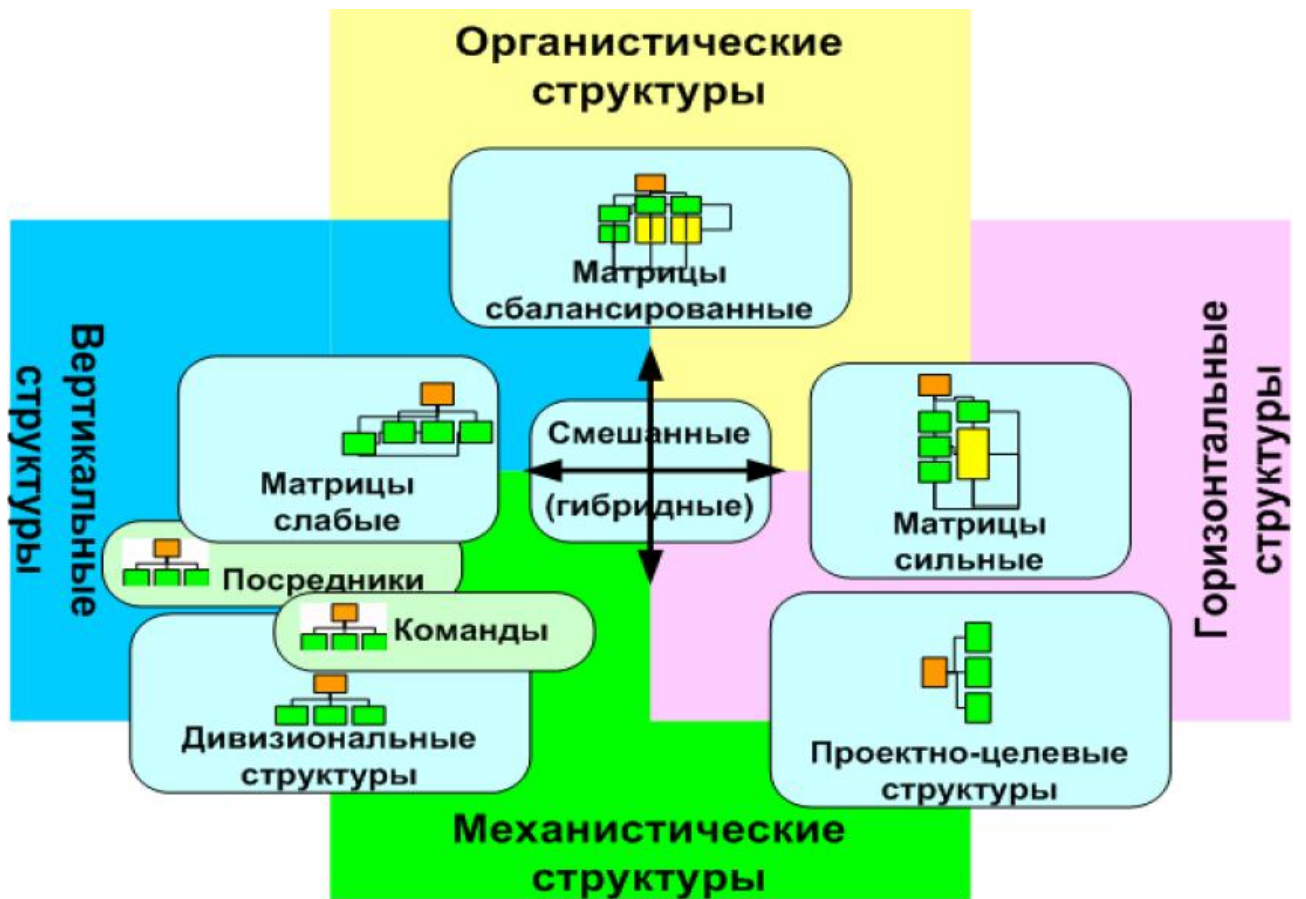 Органистические
структуры
Матрицы
сбалансированные
Вертикальные
структуры
Матрицы
слабые
Смешанные
(гибридные)
Матрицы
сильные
Горизонтальные
структуры
Посредники
Команды
Дивизиональные
структуры
Проектно-целевые
структуры
Механистические
структуры